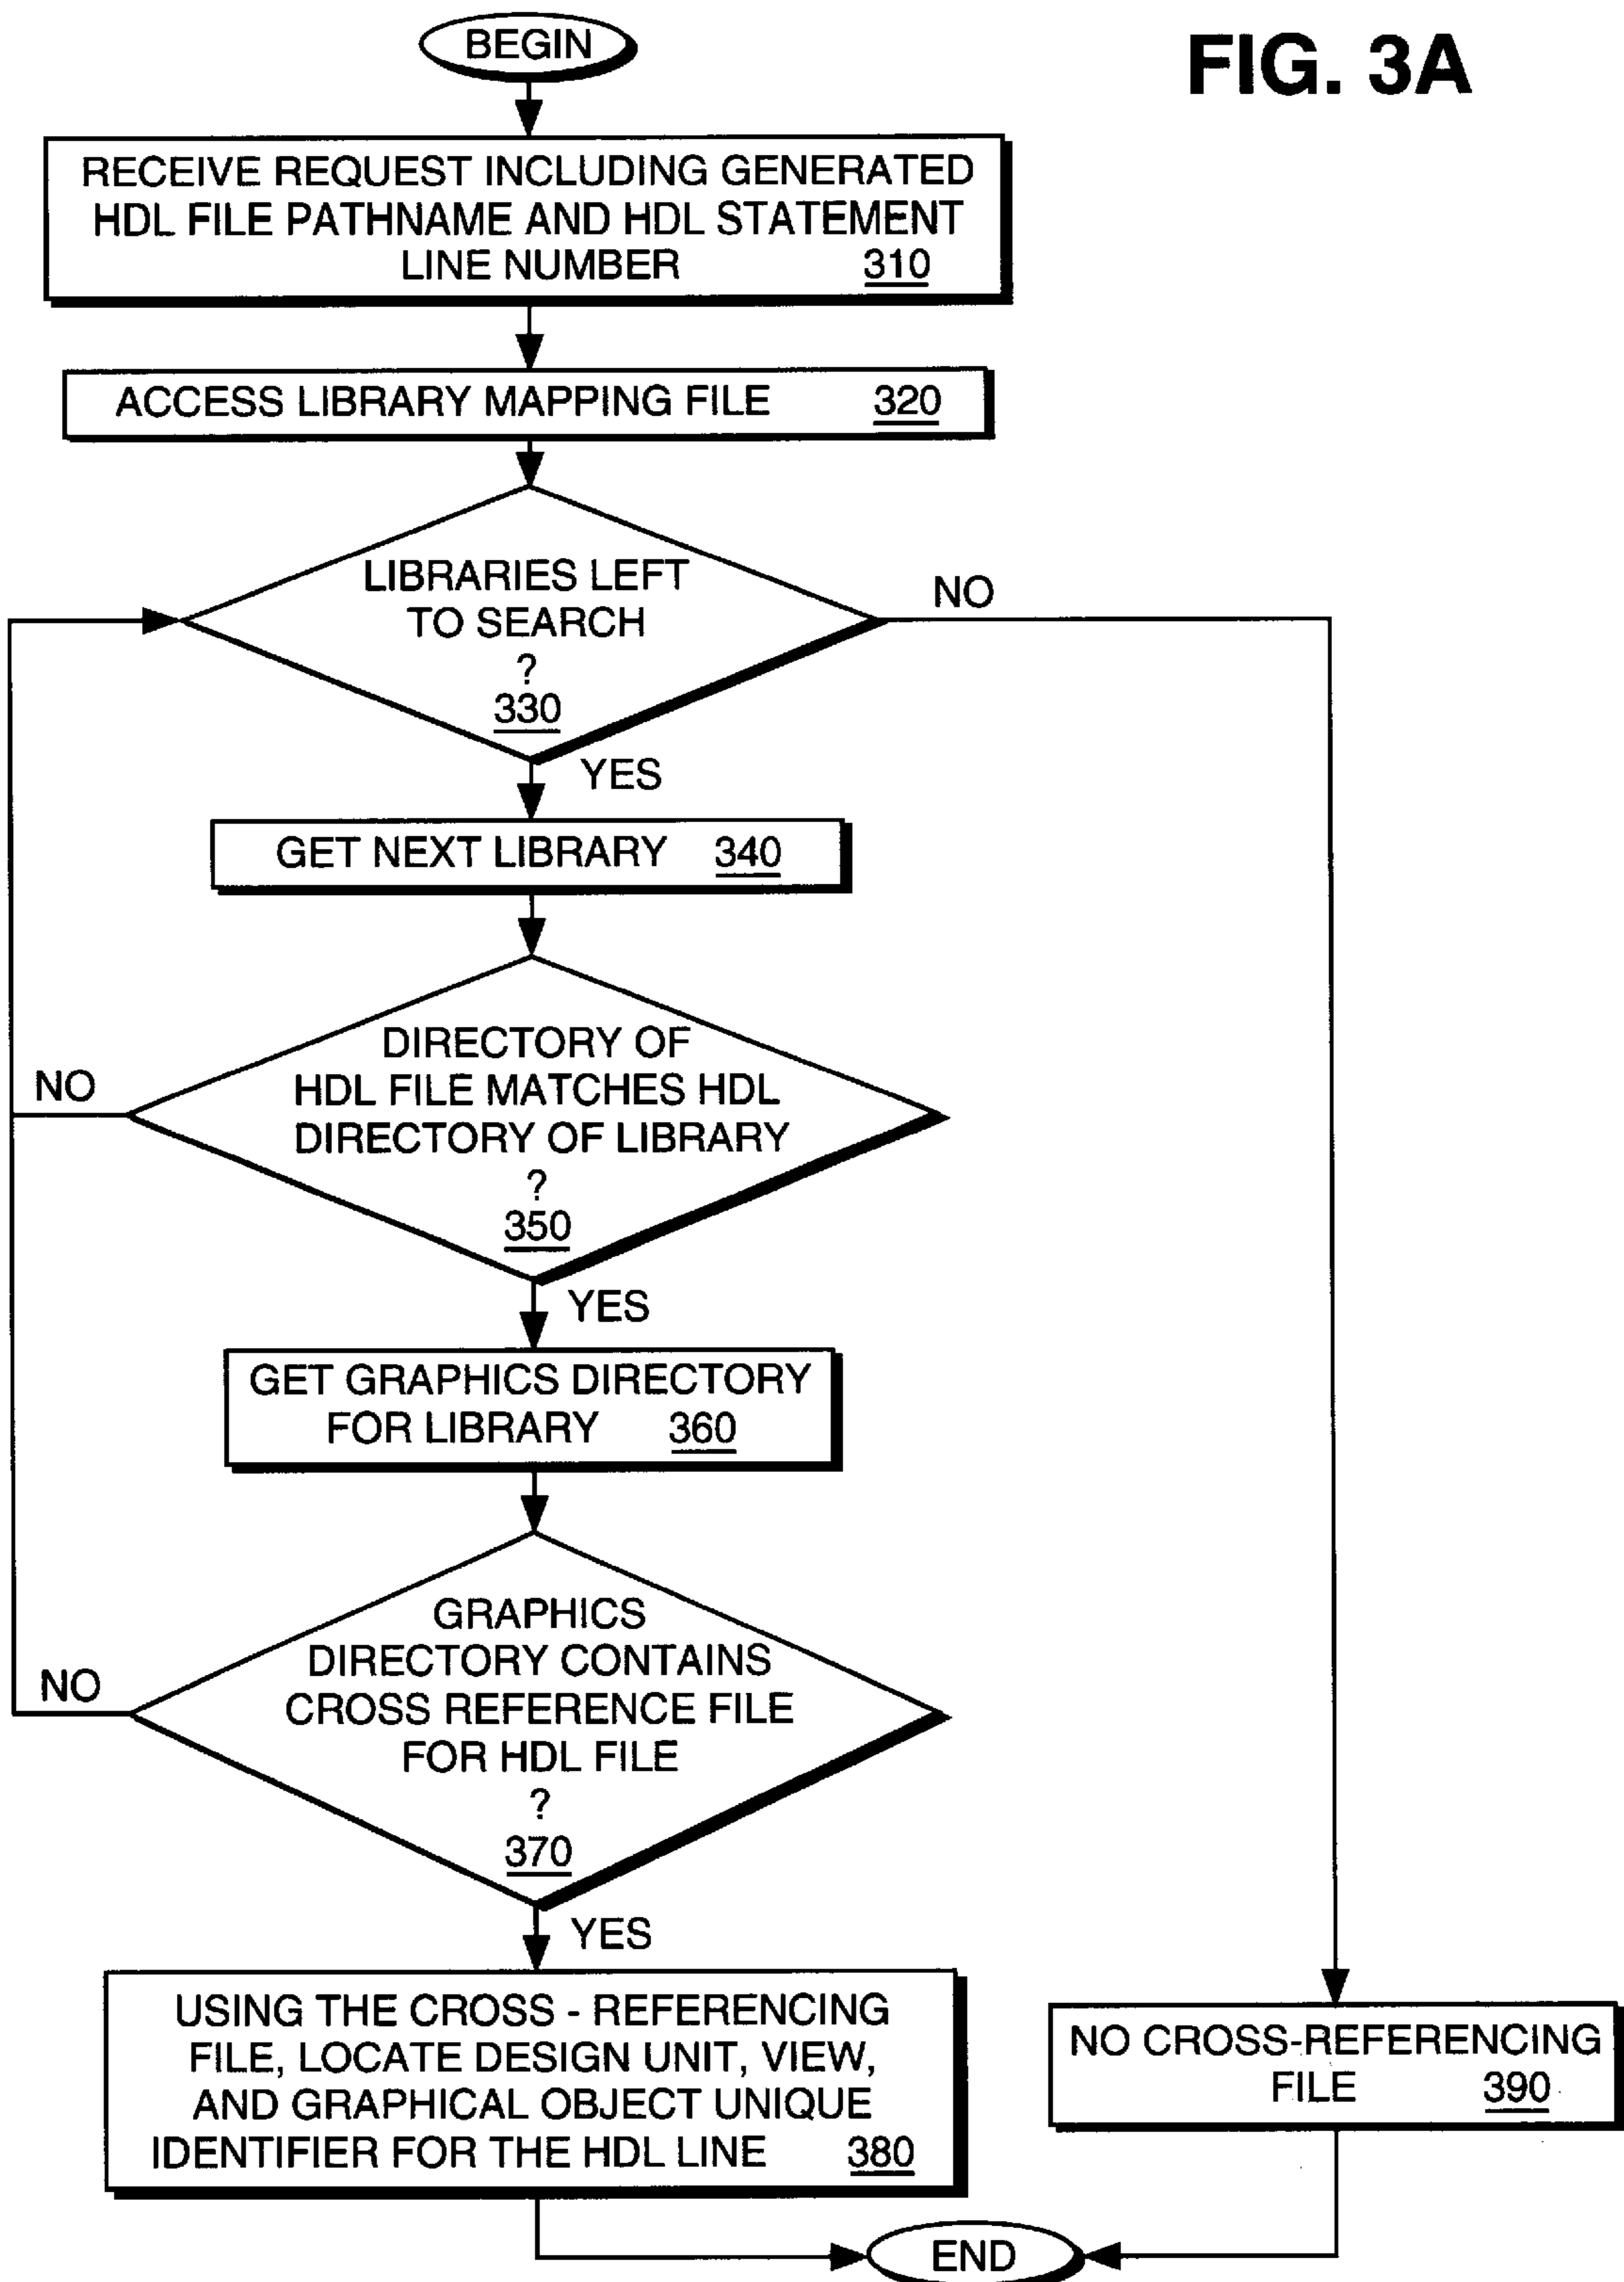 FIG. 3A
BEGIN
RECEIVE REQUEST INCLUDING GENERATED
HDL FILE PATHNAME AND HDL STATEMENT
LINE NUMBER 310
ACCESS LIBRARY MAPPING FILE 320
LIBRARIES LEFT
TO SEARCH
?
330
NO
YES
GET NEXT LIBRARY 340
DIRECTORY OF
HDL FILE MATCHES HDL
DIRECTORY OF LIBRARY
?
350
NO
YES
GET GRAPHICS DIRECTORY
FOR LIBRARY 360
GRAPHICS
DIRECTORY CONTAINS
CROSS REFERENCE FILE
FOR HDL FILE
?
370
NO
YES
USING THE CROSS - REFERENCING
FILE, LOCATE DESIGN UNIT, VIEW,
AND GRAPHICAL OBJECT UNIQUE
IDENTIFIER FOR THE HDL LINE 380
NO CROSS-REFERENCING
FILE 390
END